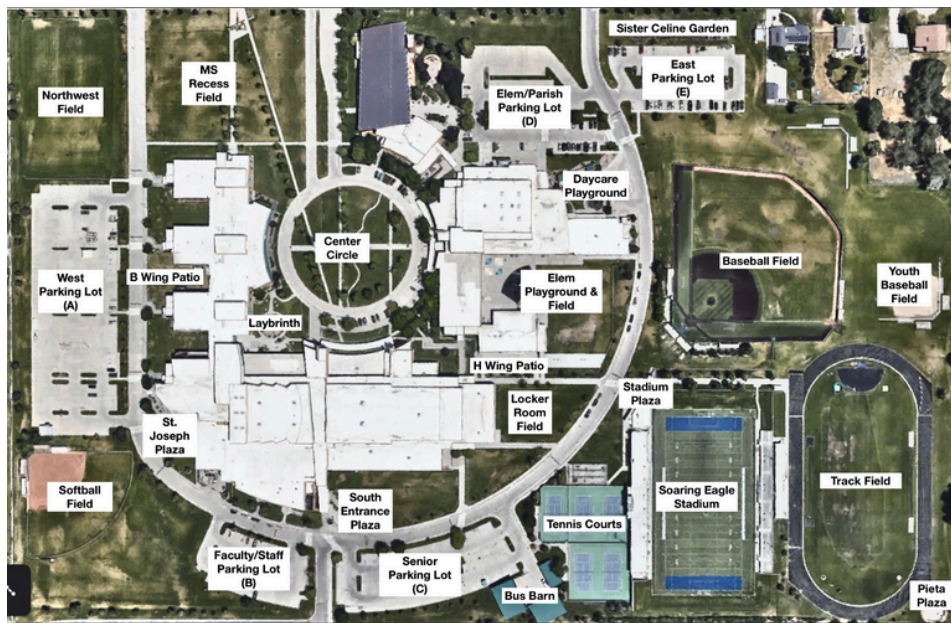 Sister Celine Garden
MS
Recess
Field
Northwest
Field
East
Parking Lot
(E)
Elem/Parish
Parking Lot
(D)
Daycare
Playground
Center
Circle
Baseball Field
West
Parking Lot
(A)
B Wing Patio
Elem
Playground &
Field
Youth
Baseball
Field
Laybrinth
H Wing Patio
Stadium
Plaza
Locker
Room
Field
St.
Joseph
Plaza
Softball
Field
South
Entrance
Plaza
Tennis Courts
Soaring Eagle
Stadium
Track Field
Faculty/Staff
Parking Lot
(B)
Senior
Parking Lot
(C)
Bus Barn
Pieta
Plaza